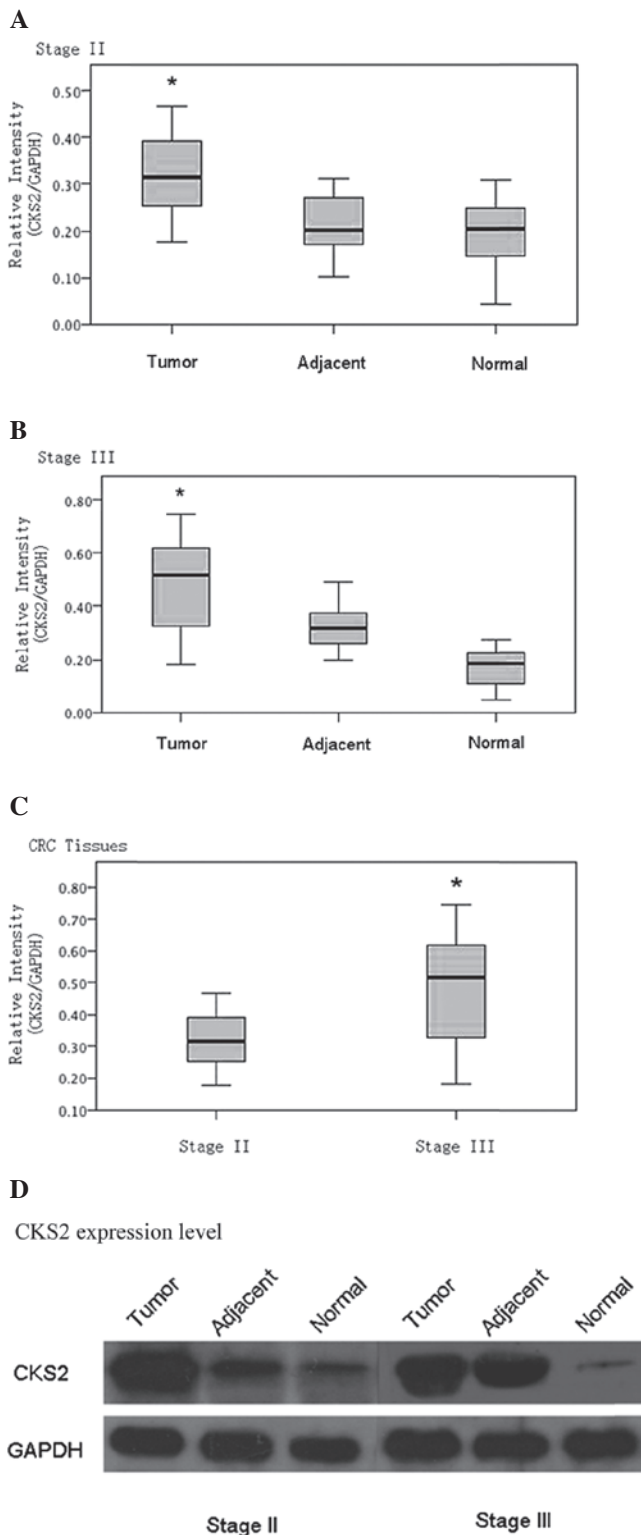 A
Stage II
Relative Intensity
(CKS2/GAPDH)
*
0.50
0.40
0.30
0.20
0.10
0.00
Tumor Adjacent Normal
B
Stage III
Relative Intensity
(CKS2/GAPDH)
*
0.80
0.60
0.40
0.20
0.00
Tumor Adjacent Normal
C
CRC Tissues
Relative Intensity
(CKS2/GAPDH)
*
0.80
0.70
0.60
0.50
0.40
0.30
0.20
0.10
Stage II Stage III
D
CKS2 expression level
Tumor Adjacent Normal Tumor Adjacent Normal
CKS2
GAPDH
Stage II Stage III